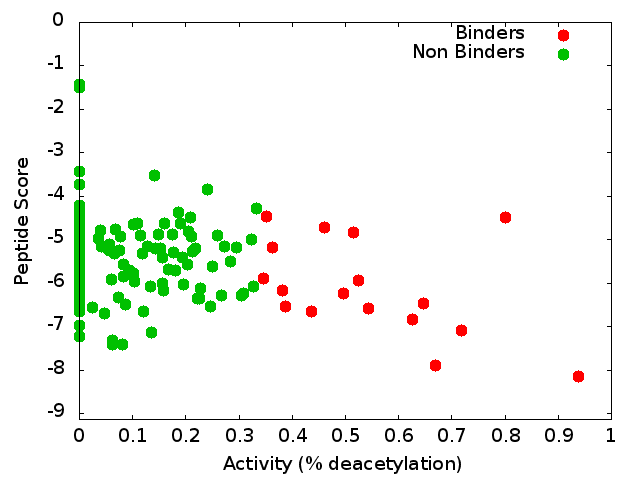 0
Binders
Non Binders
-1
-2
-3
-4
-5
-6
-7
-8
-9
Peptide Score
0 0.1 0.2 0.3 0.4 0.5 0.6 0.7 0.8 0.9 1
Activity (% deacetylation)